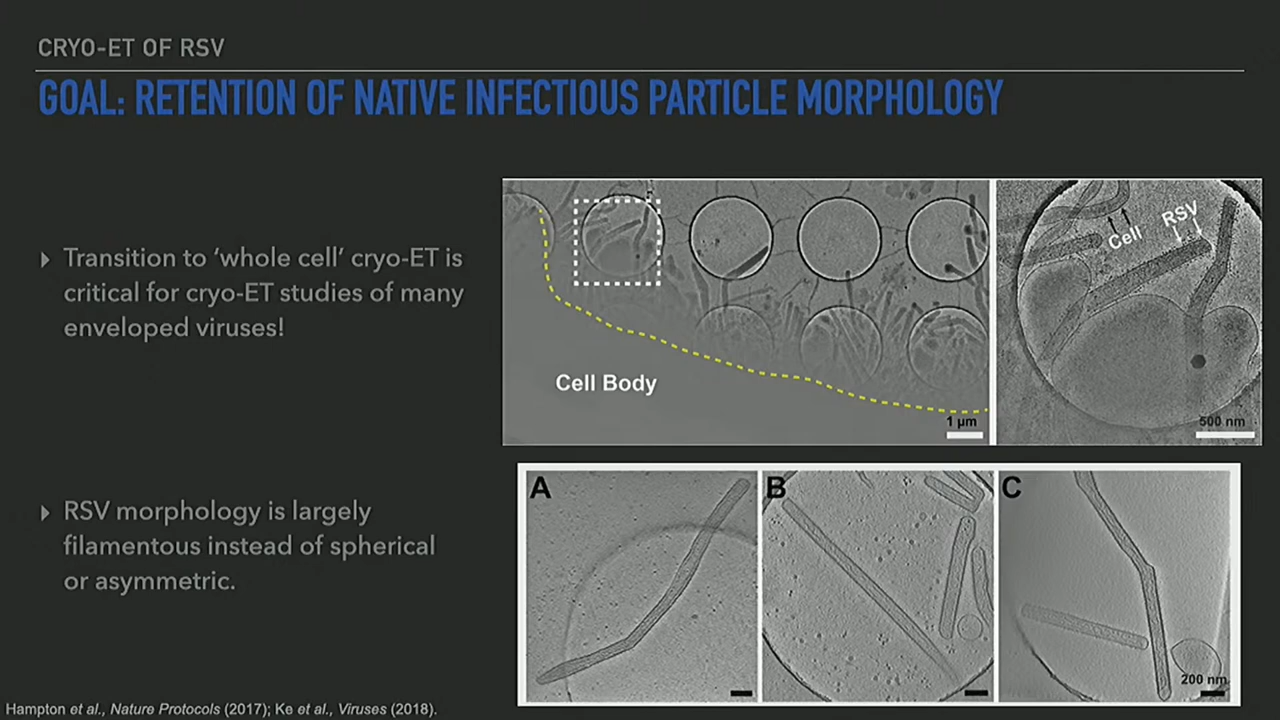 CRYO-ET OF RSV
GOAL: RETENTION OF NATIVE INFECTIOUS PARTICLE MORPHOLOGY
Transition to ‘whole cell’ cryo-ET is
critical for cryo-ET studies of many
enveloped viruses!
Cell Body
1 µm
Cell
RSV
500 nm
RSV morphology is largely
filamentous instead of spherical
or asymmetric.
A
B
C
200 nm
Hampton et al., Nature Protocols (2017); Ke et al., Viruses (2018).